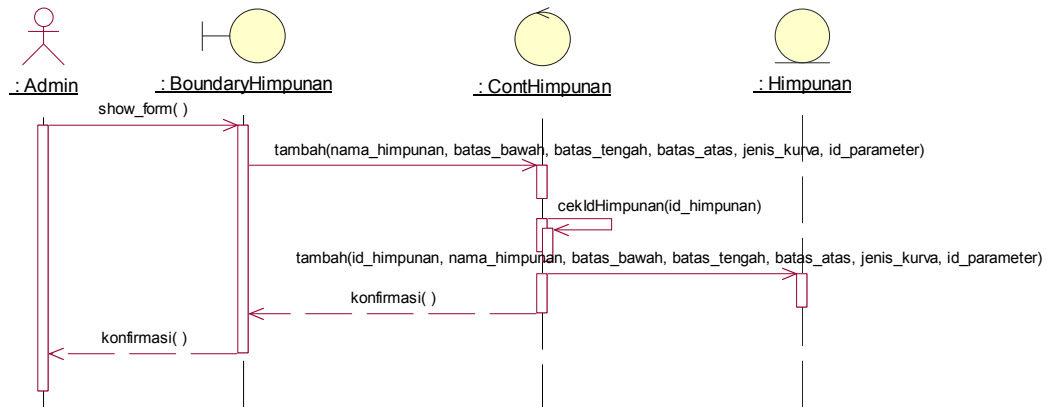 : Admin
: BoundaryHimpunan
: ContHimpunan
: Himpunan
show_form( )
tambah(nama_himpunan, batas_bawah, batas_tengah, batas_atas, jenis_kurva, id_parameter)
cekIdHimpunan(id_himpunan)
tambah(id_himpunan, nama_himpunan, batas_bawah, batas_tengah, batas_atas, jenis_kurva, id_parameter)
konfirmasi( )
konfirmasi( )